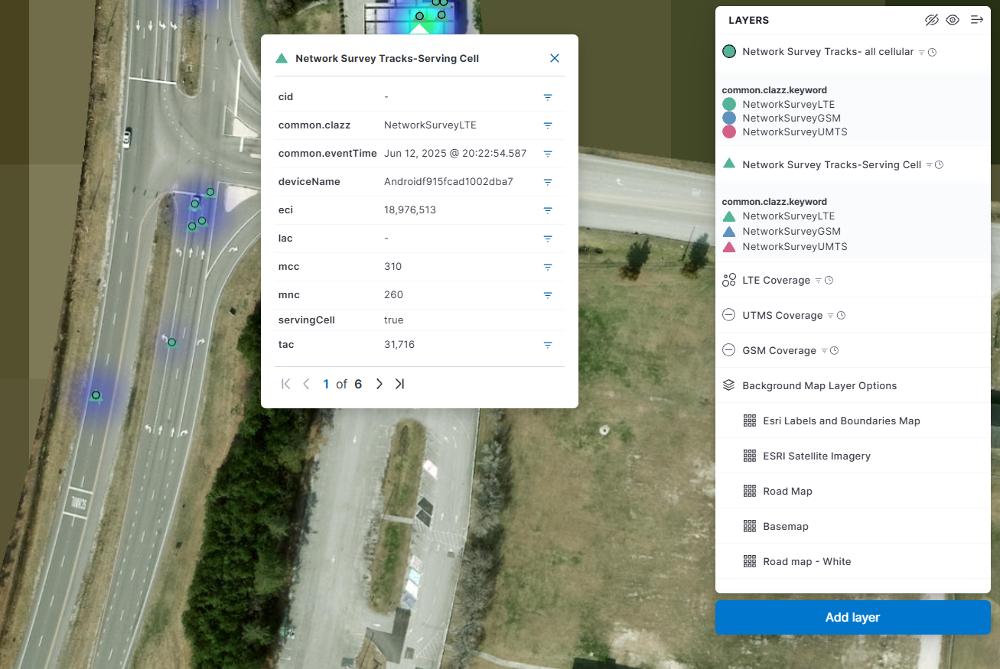 Network Survey Tracks-Serving Cell
cid -
common.clazz NetworkSurveyLTE
common.eventTime Jun 12, 2025 @ 20:22:54.587
deviceName Androidf915fcad1002dba7
eci 18,976,513
lac -
mcc 310
mnc 260
servingCell true
tac 31,716
1 of 6
LAYERS
Network Survey Tracks- all cellular
common.clazz.keyword
NetworkSurveyLTE
NetworkSurveyGSM
NetworkSurveyUMTS
Network Survey Tracks-Serving Cell
common.clazz.keyword
NetworkSurveyLTE
NetworkSurveyGSM
NetworkSurveyUMTS
LTE Coverage
UTMS Coverage
GSM Coverage
Background Map Layer Options
Esri Labels and Boundaries Map
ESRI Satellite Imagery
Road Map
Basemap
Road map - White
Add layer
SCHOOL